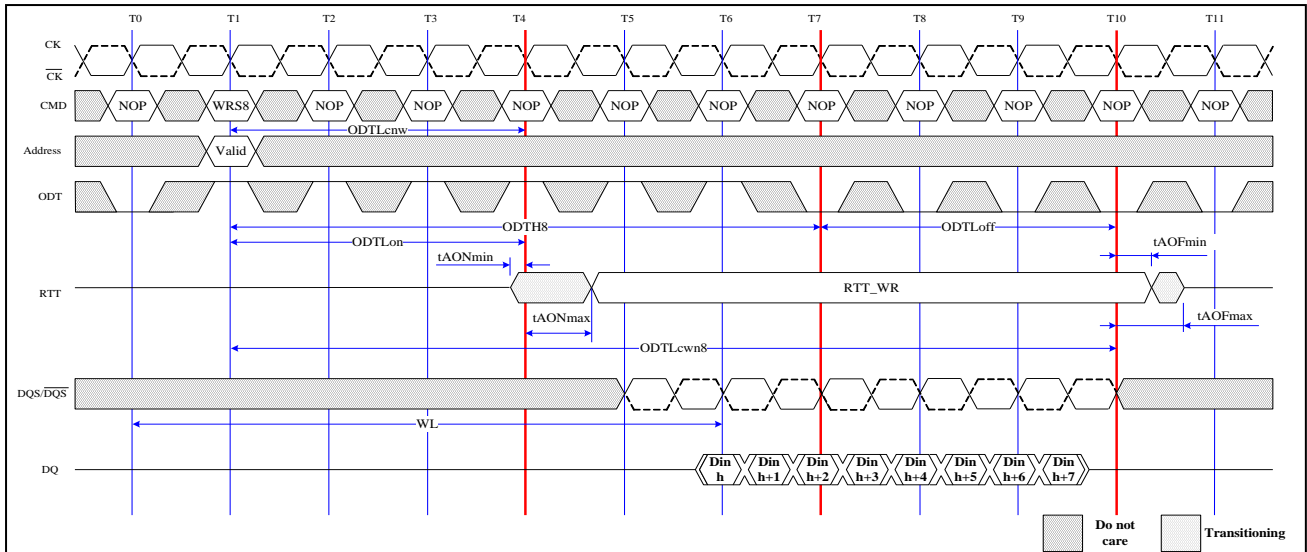 T0 T1 T2 T3 T4 T5 T6 T7 T8 T9 T10 T11
CK
CK
CMD NOP WRS8 NOP NOP NOP NOP NOP NOP NOP NOP NOP NOP
ODTLcnw
Address Valid
ODT
ODTH8 ODTLoff
ODTLon
tAONmin tAOFmin
RTT RTT_WR
tAONmax tAOFmax
ODTLcwn8
DQS/DQS
WL
DQ Din h Din h+1 Din h+2 Din h+3 Din h+4 Din h+5 Din h+6 Din h+7
Do not care Transitioning